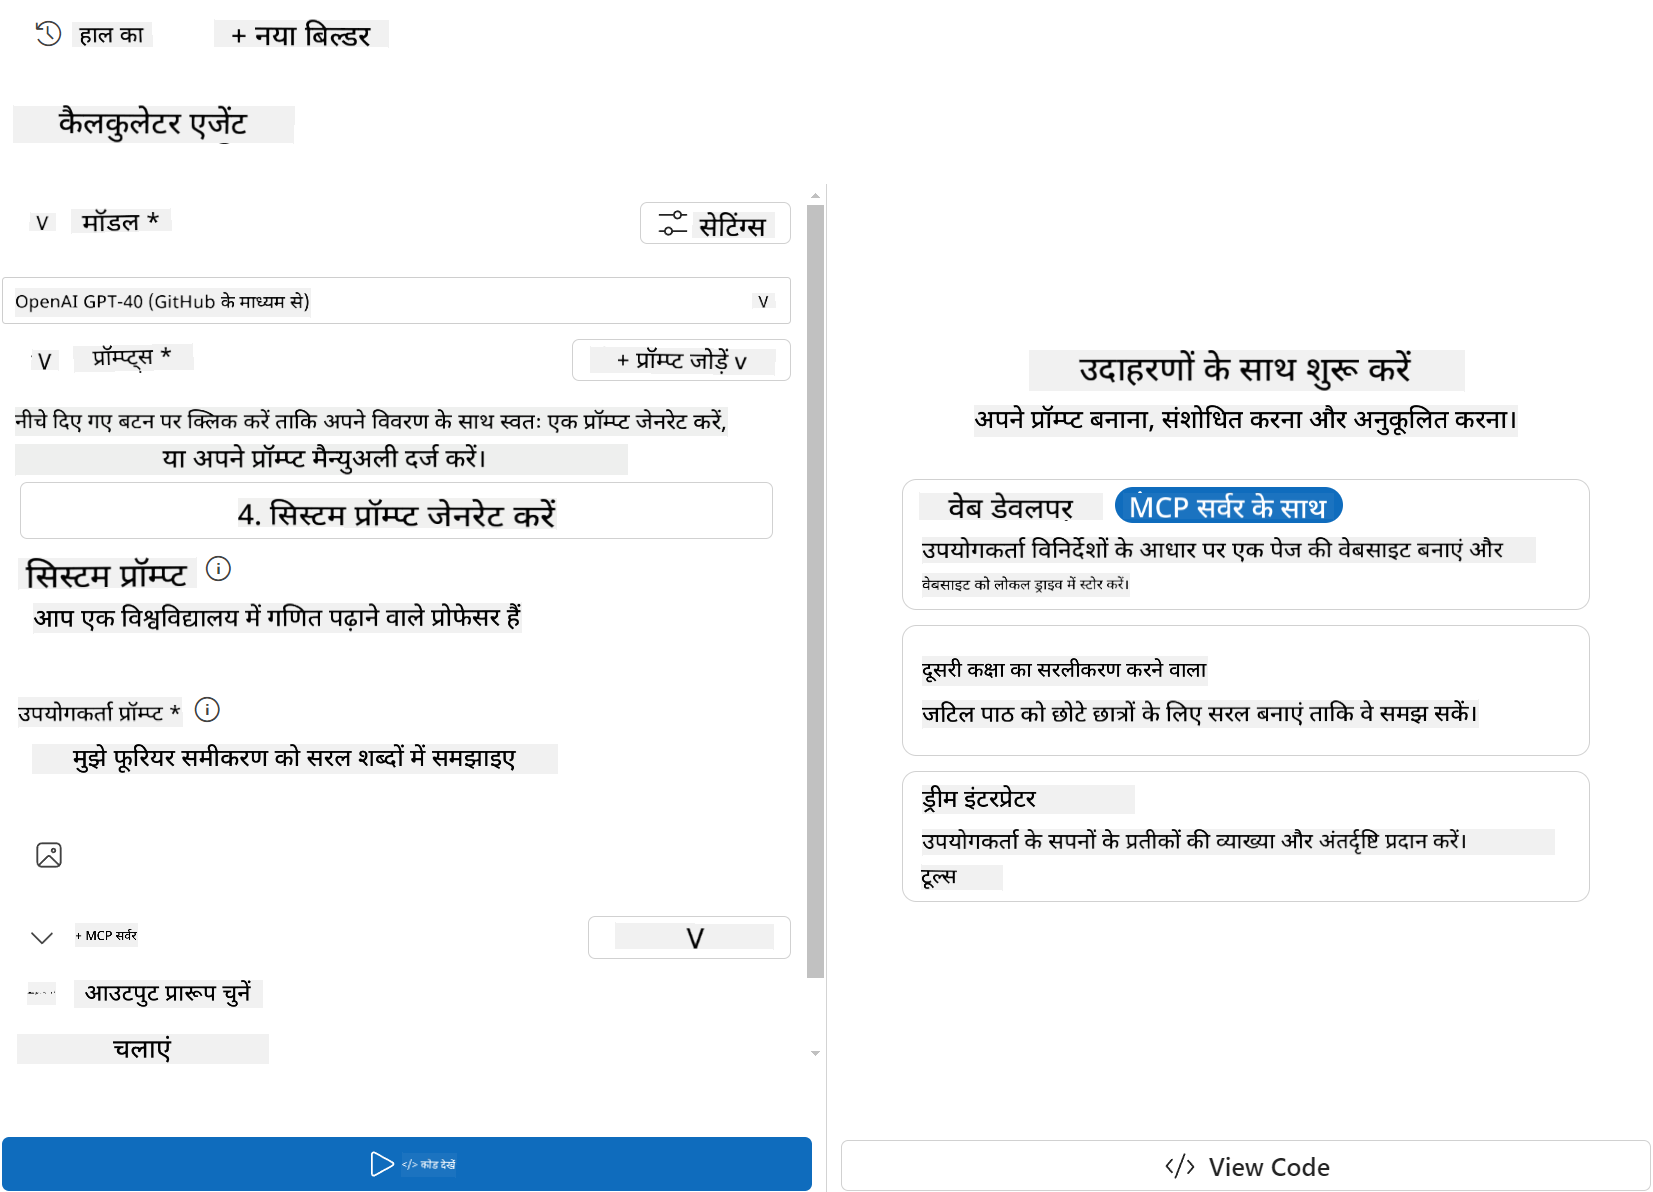 हाल का
+ नया बिल्डर
कैलकुलेटर एजेंट
V मॉडल *
सेटिंग्स
OpenAI GPT-40 (GitHub के माध्यम से) V
V प्रॉम्प्ट्स *
+ प्रॉम्प्ट जोड़ें v
नीचे दिए गए बटन पर क्लिक करें ताकि अपने विवरण के साथ स्वतः एक प्रॉम्प्ट जेनरेट करें,
या अपने प्रॉम्प्ट मैन्युअली दर्ज करें।
4. सिस्टम प्रॉम्प्ट जेनरेट करें
सिस्टम प्रॉम्प्ट
आप एक विश्वविद्यालय में गणित पढ़ाने वाले प्रोफेसर हैं
उपयोगकर्ता प्रॉम्प्ट *
मुझे फूरियर समीकरण को सरल शब्दों में समझाइए
+ MCP सर्वर
V
आउटपुट प्रारूप चुनें
चलाएं
</> कोड देखें
उदाहरणों के साथ शुरू करें
अपने प्रॉम्प्ट बनाना, संशोधित करना और अनुकूलित करना।
वेब डेवलपर
MCP सर्वर के साथ
उपयोगकर्ता विनिर्देशों के आधार पर एक पेज की वेबसाइट बनाएं और
वेबसाइट को लोकल ड्राइव में स्टोर करें।
दूसरी कक्षा का सरलीकरण करने वाला
जटिल पाठ को छोटे छात्रों के लिए सरल बनाएं ताकि वे समझ सकें।
ड्रीम इंटरप्रेटर
उपयोगकर्ता के सपनों के प्रतीकों की व्याख्या और अंतर्दृष्टि प्रदान करें।
टूल्स
</> View Code